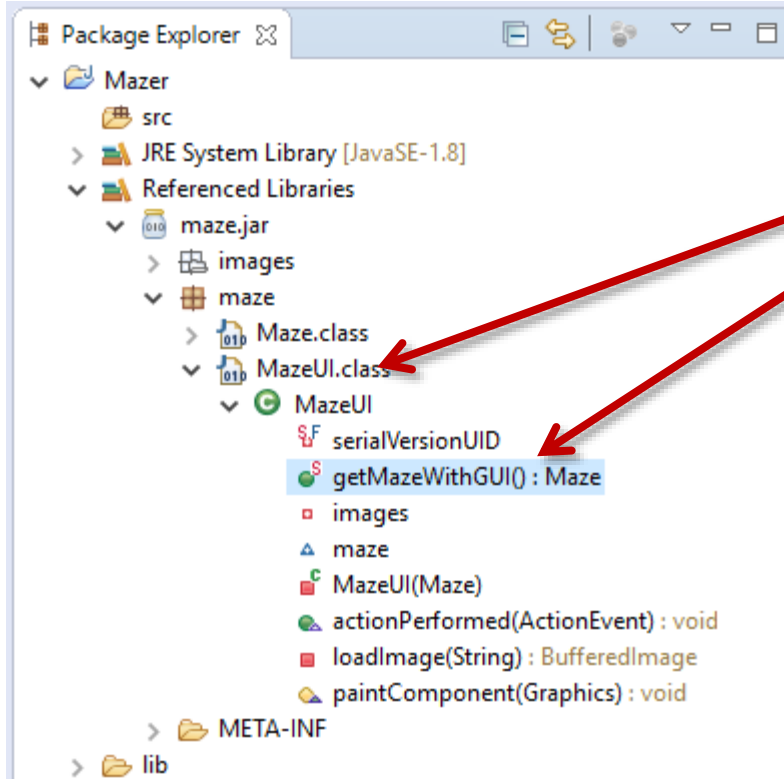 Package Explorer
Mazer
src
JRE System Library [JavaSE-1.8]
Referenced Libraries
maze.jar
images
maze
Maze.class
MazeUI.class
MazeUI
serialVersionUID
getMazeWithGUI() : Maze
images
maze
MazeUI(Maze)
actionPerformed(ActionEvent) : void
loadImage(String) : BufferedImage
paintComponent(Graphics) : void
META-INF
lib